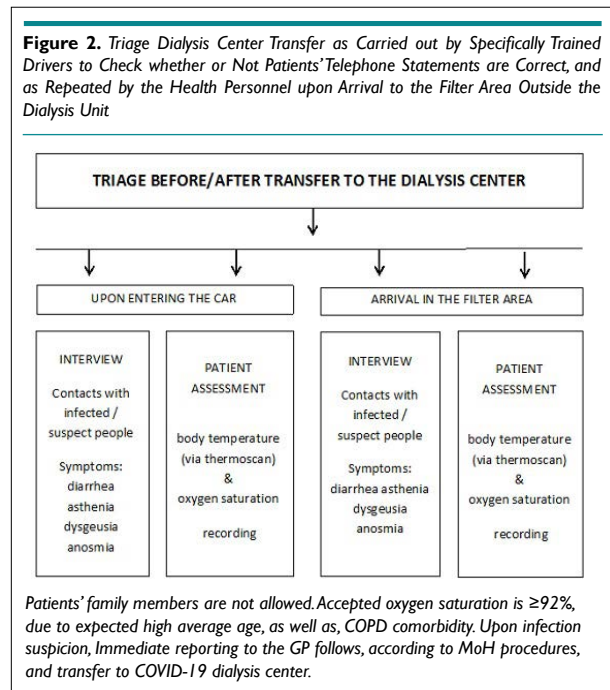 Figure 2. Triage Dialysis Center Transfer as Carried out by Specifically Trained
Drivers to Check whether or Not Patients' Telephone Statements are Correct, and
as Repeated by the Health Personnel upon Arrival to the Filter Area Outside the
Dialysis Unit
TRIAGE BEFORE/AFTER TRANSFER TO THE DIALYSIS CENTER
UPON ENTERING THE CAR
INTERVIEW
Contacts with
infected /
suspect people
Symptoms:
diarrhea
asthenia
dysgeusia
anosmia
PATIENT
ASSESSMENT
body temperature
(via thermoscan)
&
oxygen saturation
recording
ARRIVAL IN THE FILTER AREA
INTERVIEW
Contacts with
infected /
suspect people
Symptoms:
diarrhea asthenia
dysgeusia
anosmia
PATIENT
ASSESSMENT
body temperature
(via thermoscan)
&
oxygen saturation
recording
Patients' family members are not allowed. Accepted oxygen saturation is ≥92%,
due to expected high average age, as well as, COPD comorbidity. Upon infection
suspicion, Immediate reporting to the GP follows, according to MoH procedures,
and transfer to COVID-19 dialysis center.